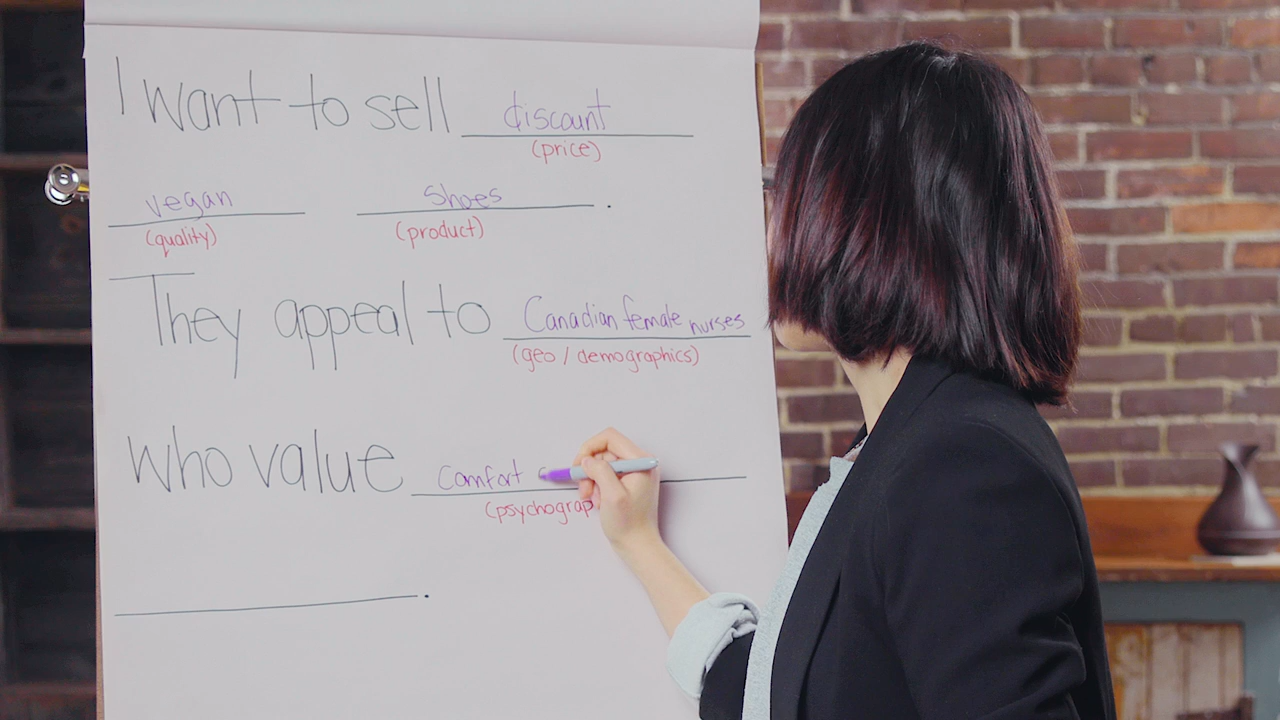 I want to sell discount
(price)
vegan shoes.
(quality) (product)
They appeal to Canadian female nurses
(geo / demographics)
who value Comfort